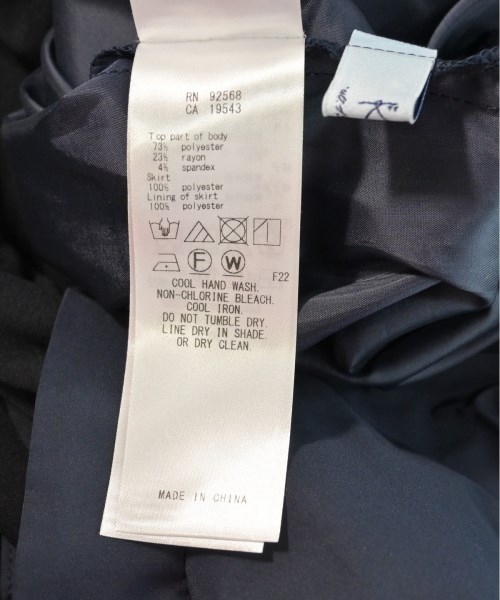 RN 92568
CA 19543
Top part of body
73% polyester
23% rayon
4% spandex
Skirt
100% polyester
Lining of skirt
100% polyester
F W
F22
COOL HAND WASH.
NON-CHLORINE BLEACH.
COOL IRON.
DO NOT TUMBLE DRY.
LINE DRY IN SHADE.
OR DRY CLEAN.
MADE IN CHINA